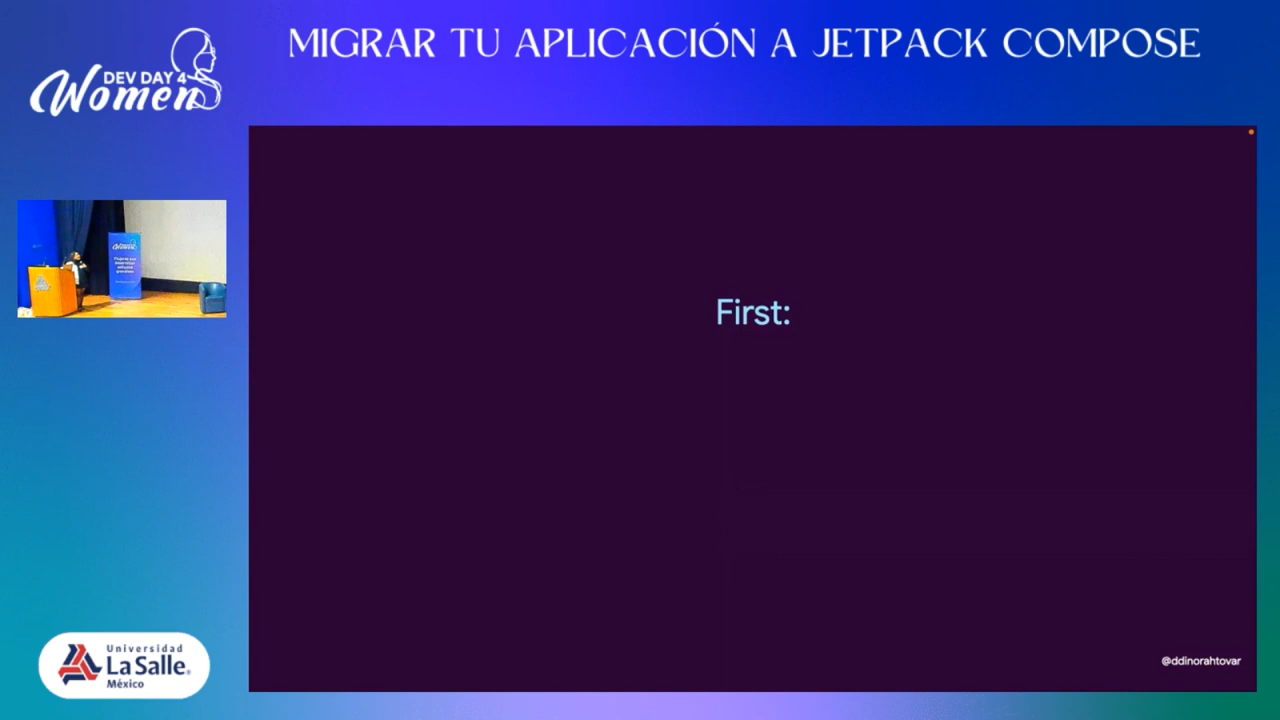 MIGRAR TU APLICACIÓN A JETPACK COMPOSE
DEV DAY 4
Women
First:
@ddinorahtovar
Universidad
La Salle®
México